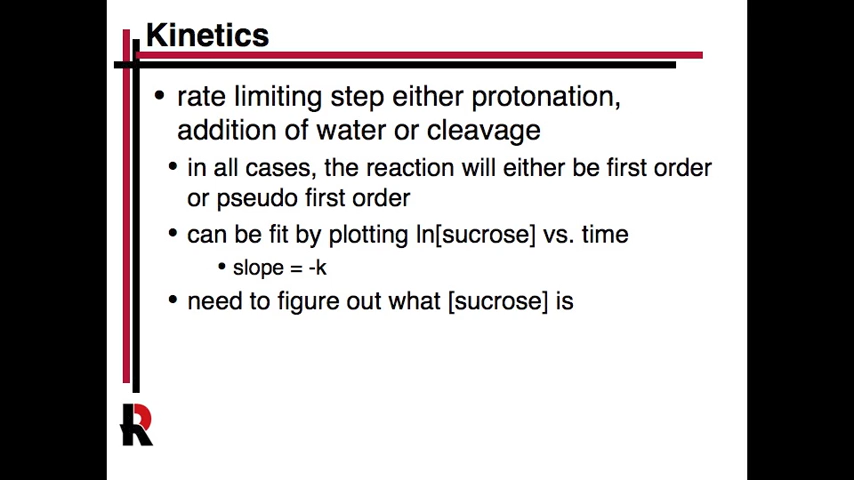 Kinetics
• rate limiting step either protonation,
addition of water or cleavage
• in all cases, the reaction will either be first order
or pseudo first order
• can be fit by plotting ln[sucrose] vs. time
• slope = -k
• need to figure out what [sucrose] is